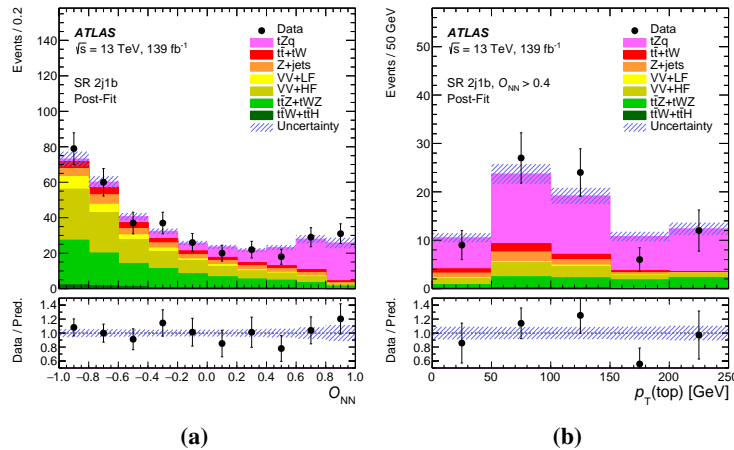 Events / 0.2
160
140
120
100
80
60
40
20
0
ATLAS
√s = 13 TeV, 139 fb⁻¹
SR 2j1b
Post-Fit
Data
tZq
tt̄+tW
Z+jets
VV+LF
VV+HF
tt̄Z+tWZ
tt̄W+tt̄H
Uncertainty
Data / Pred.
1.4
1.2
1.0
0.8
0.6
−1.0 −0.8 −0.6 −0.4 −0.2 0.0 0.2 0.4 0.6 0.8 1.0
O_NN
(a)
Events / 50 GeV
50
40
30
20
10
0
ATLAS
√s = 13 TeV, 139 fb⁻¹
SR 2j1b, O_NN > 0.4
Post-Fit
Data
tZq
tt̄+tW
Z+jets
VV+LF
VV+HF
tt̄Z+tWZ
tt̄W+tt̄H
Uncertainty
Data / Pred.
1.4
1.2
1.0
0.8
0.6
0 50 100 150 200 250
p_T(top) [GeV]
(b)